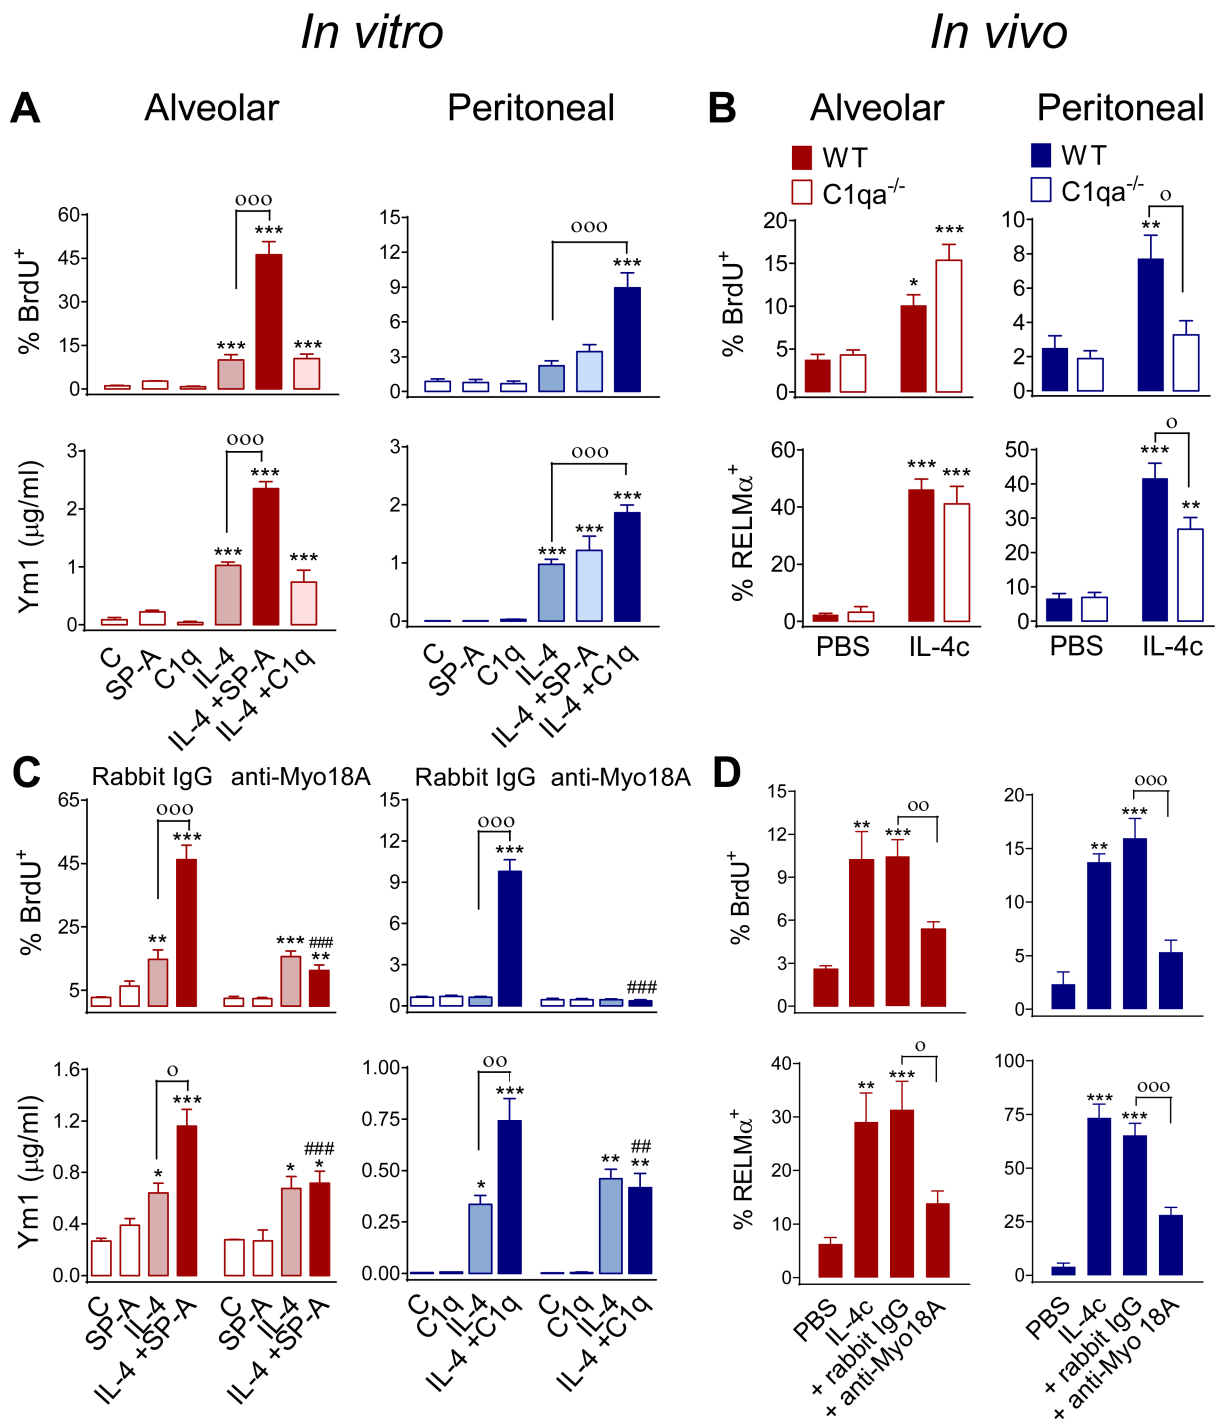 In vitro
In vivo
A
Alveolar
Peritoneal
B
Alveolar
Peritoneal
WT
C1qa-/-
WT
C1qa-/-
% BrdU+
60
45
30
15
0
***
ooo
***
***
15
12
9
6
3
0
ooo
***
% BrdU+
20
15
10
5
0
*
***
10
8
6
4
2
0
o
**
Ym1 (µg/ml)
3
2
1
0
ooo
***
***
***
3
2
1
0
ooo
***
***
***
% RELMα+
60
40
20
0
***
***
50
40
30
20
10
0
o
***
**
C
SP-A
C1q
IL-4
IL-4 +SP-A
IL-4 +C1q
C
SP-A
C1q
IL-4
IL-4 +SP-A
IL-4 +C1q
PBS
IL-4c
PBS
IL-4c
C
Rabbit IgG
anti-Myo18A
Rabbit IgG
anti-Myo18A
D
% BrdU+
65
45
25
5
ooo
**
***
***
###
**
15
12
9
6
3
0
ooo
***
###
% BrdU+
15
12
9
6
3
0
**
***
oo
20
15
10
5
0
**
***
ooo
Ym1 (µg/ml)
1.6
1.2
0.8
0.4
0.0
o
*
***
*
###
*
1.00
0.75
0.50
0.25
0.00
oo
*
***
**
##
**
% RELMα+
40
30
20
10
0
**
***
o
100
75
50
25
0
***
***
ooo
C
SP-A
IL-4
IL-4 +SP-A
C
SP-A
IL-4
IL-4 +SP-A
C
C1q
IL-4
IL-4 +C1q
C
C1q
IL-4
IL-4 +C1q
PBS
IL-4c
+ rabbit IgG
+ anti-Myo18A
PBS
IL-4c
+ rabbit IgG
+ anti-Myo 18A